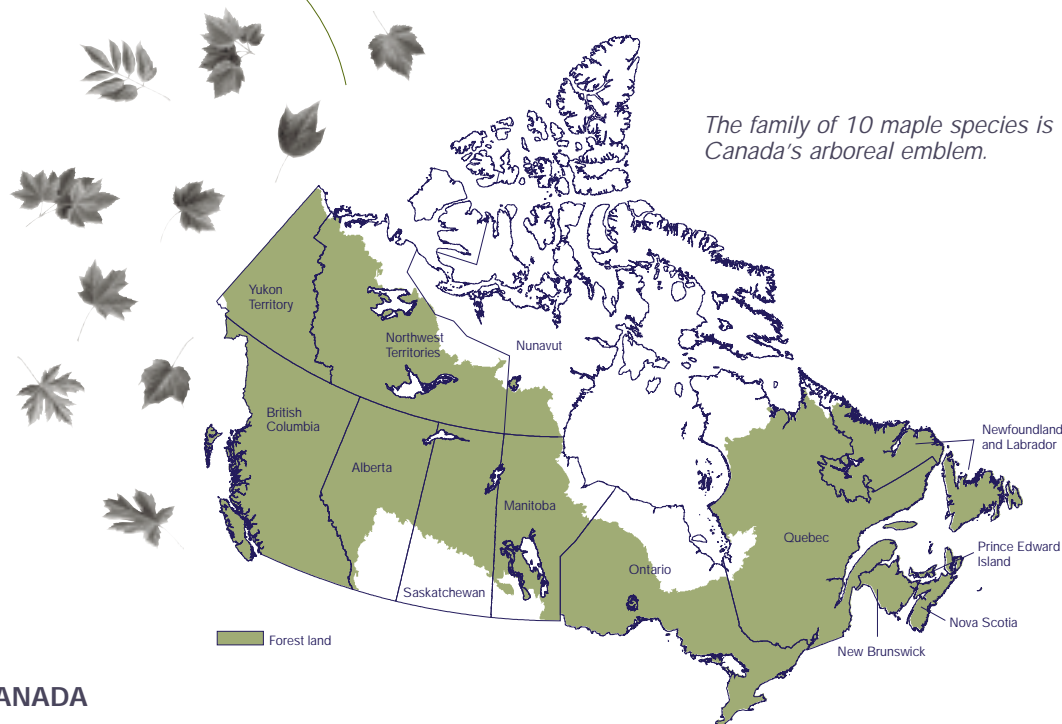 The family of 10 maple species is
Canada's arboreal emblem.
Yukon
Territory
Northwest
Territories
Nunavut
British
Columbia
Alberta
Saskatchewan
Manitoba
Ontario
Quebec
Newfoundland
and Labrador
Prince Edward
Island
Nova Scotia
New Brunswick
Forest land
ANADA